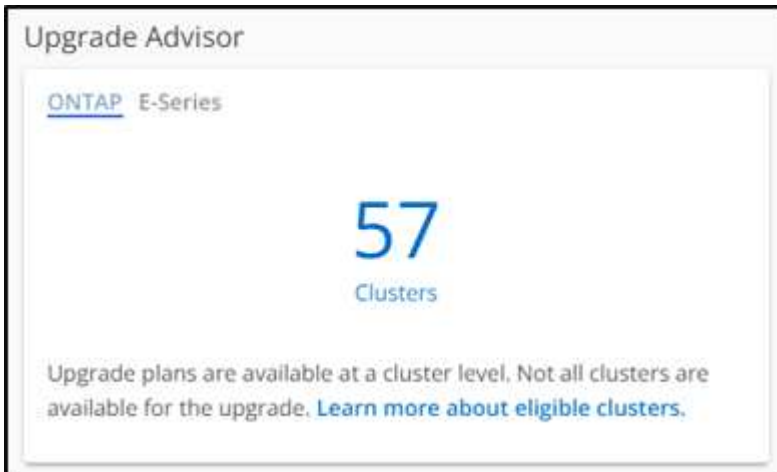 Upgrade Advisor
ONTAP E-Series
57
Clusters
Upgrade plans are available at a cluster level. Not all clusters are
available for the upgrade. Learn more about eligible clusters.